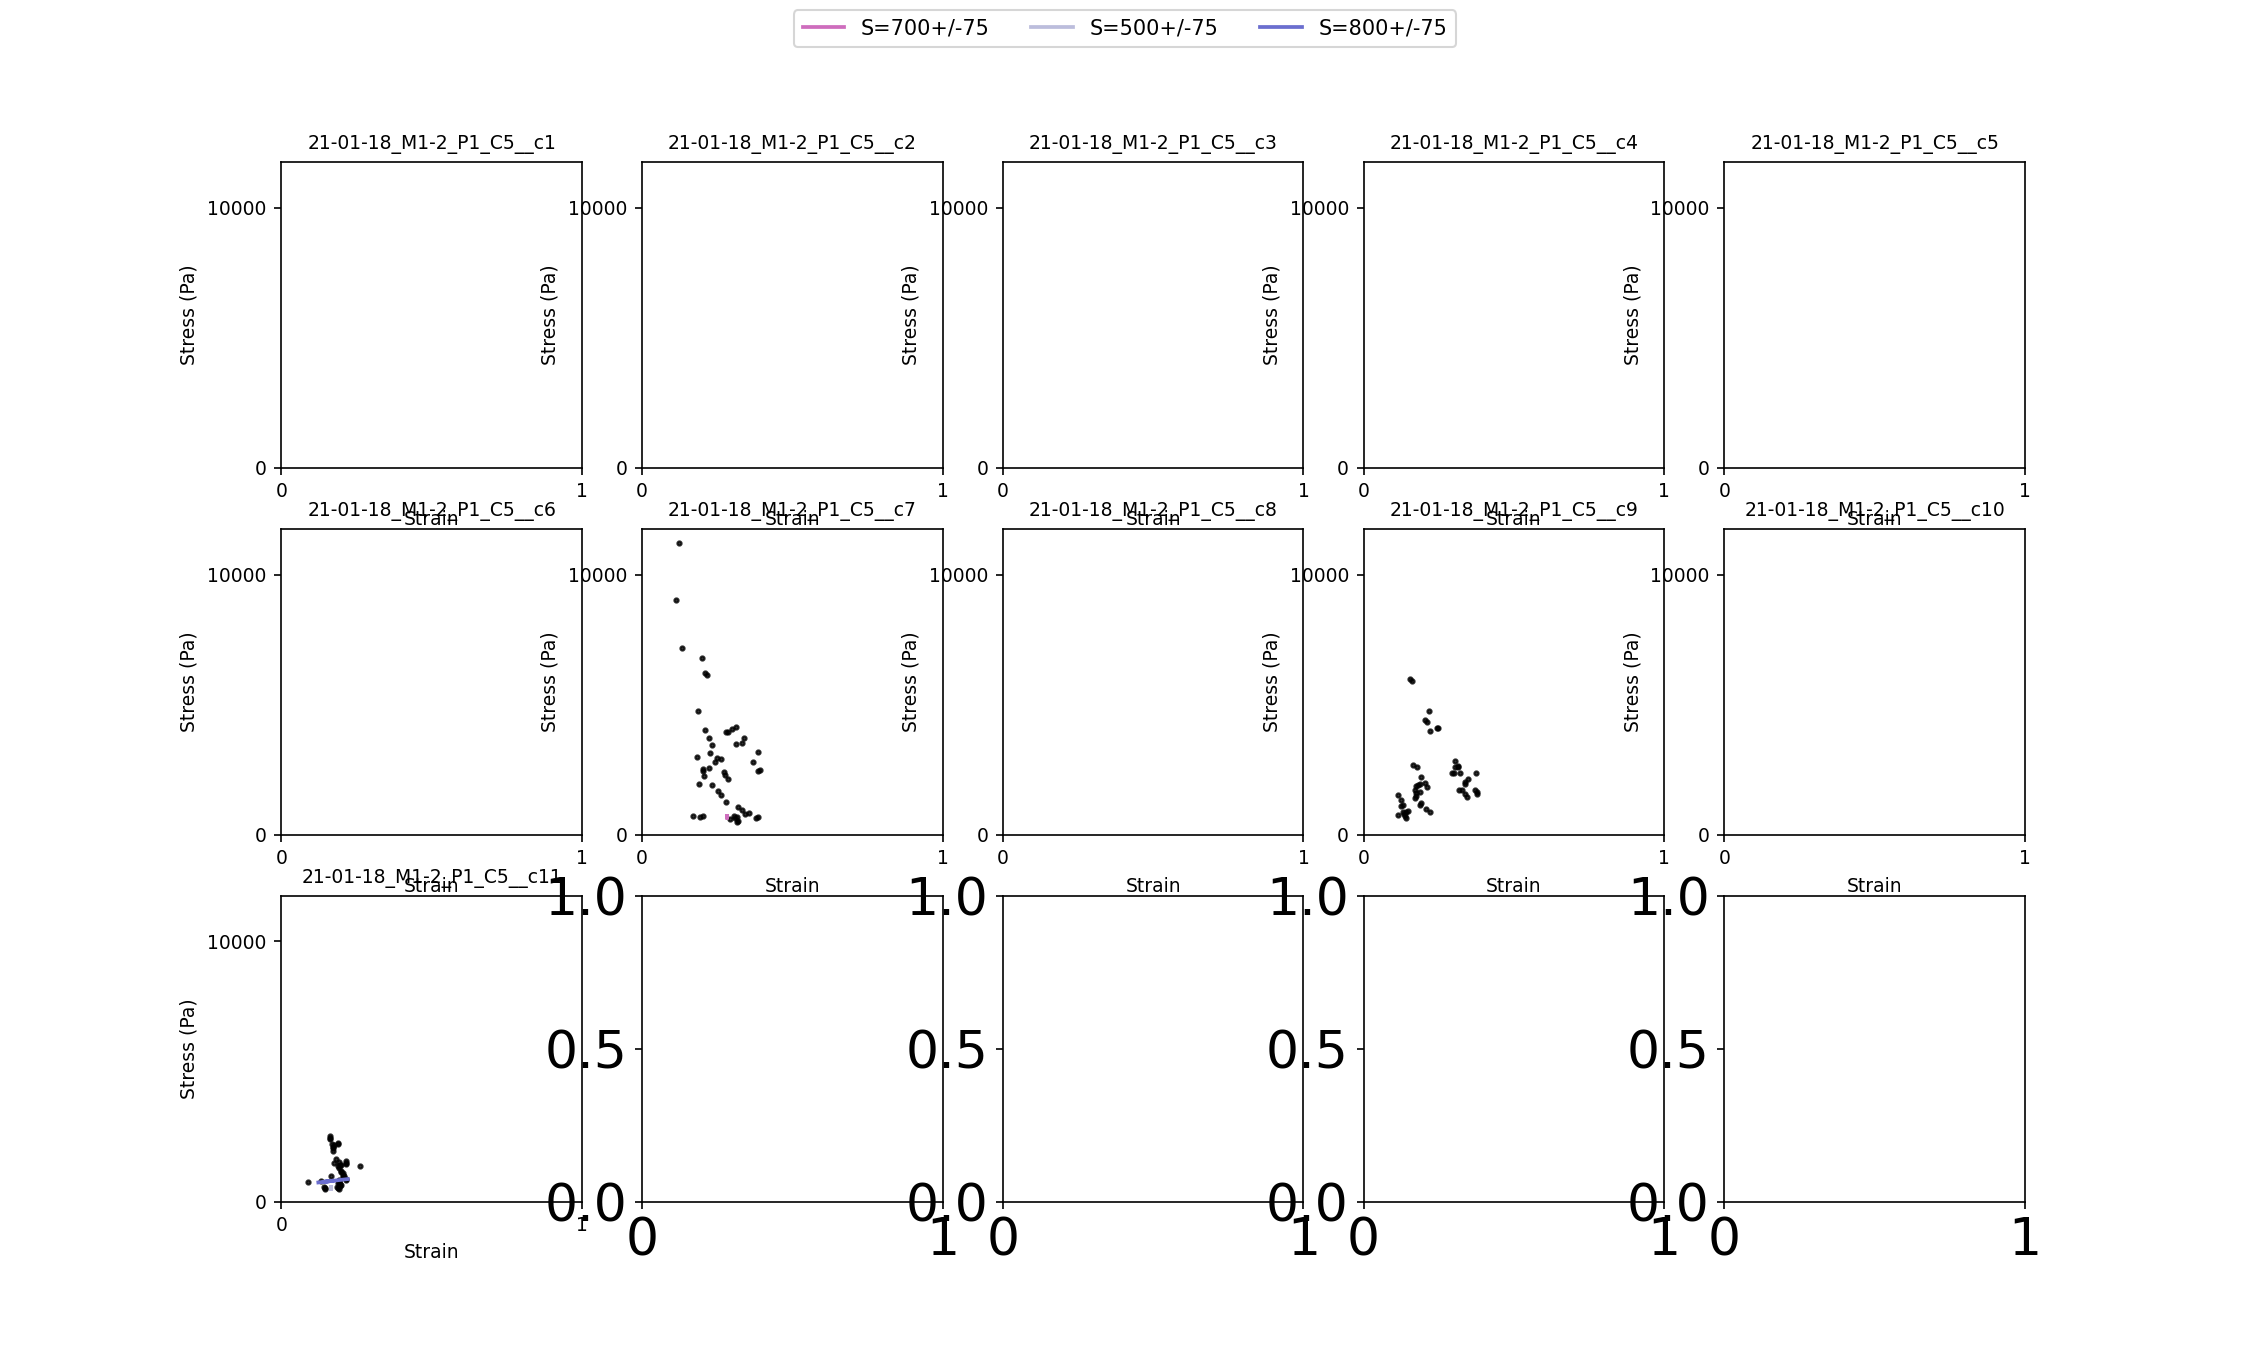 S=700+/-75 S=500+/-75 S=800+/-75
21-01-18_M1-2_P1_C5__c1 21-01-18_M1-2_P1_C5__c2 21-01-18_M1-2_P1_C5__c3 21-01-18_M1-2_P1_C5__c4 21-01-18_M1-2_P1_C5__c5
10000 10000 10000 10000 10000
Stress (Pa) Stress (Pa) Stress (Pa) Stress (Pa) Stress (Pa)
0 0 0 0 0
0 1 0 1 0 1 0 1 0 1
Strain Strain Strain Strain Strain
21-01-18_M1-2_P1_C5__c6 21-01-18_M1-2_P1_C5__c7 21-01-18_M1-2_P1_C5__c8 21-01-18_M1-2_P1_C5__c9 21-01-18_M1-2_P1_C5__c10
10000 10000 10000 10000 10000
Stress (Pa) Stress (Pa) Stress (Pa) Stress (Pa) Stress (Pa)
0 0 0 0 0
0 1 0 1 0 1 0 1 0 1
Strain Strain Strain Strain Strain
21-01-18_M1-2_P1_C5__c11
1.0 1.0 1.0 1.0
10000
Stress (Pa)
0.5 0.5 0.5 0.5
0 0.0 0.0 0.0 0.0
0 1 0 1 0 1 0 1 0 1
Strain